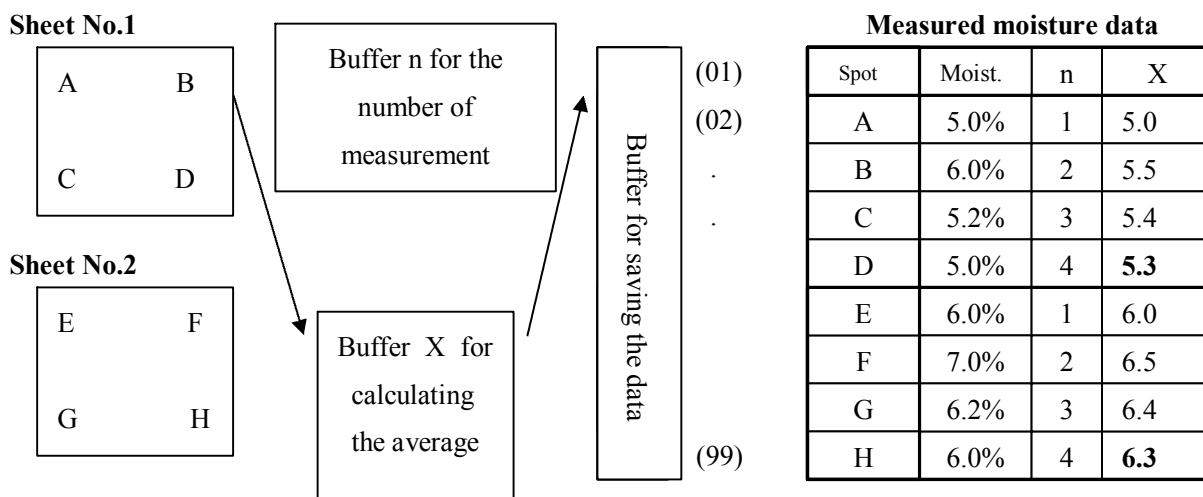 Sheet No.1
A B
C D
Sheet No.2
E F
G H
Buffer n for the
number of
measurement
Buffer X for
calculating
the average
Buffer for saving the data
(01)
(02)
.
.
(99)
Measured moisture data
Spot Moist. n X
A 5.0% 1 5.0
B 6.0% 2 5.5
C 5.2% 3 5.4
D 5.0% 4 5.3
E 6.0% 1 6.0
F 7.0% 2 6.5
G 6.2% 3 6.4
H 6.0% 4 6.3